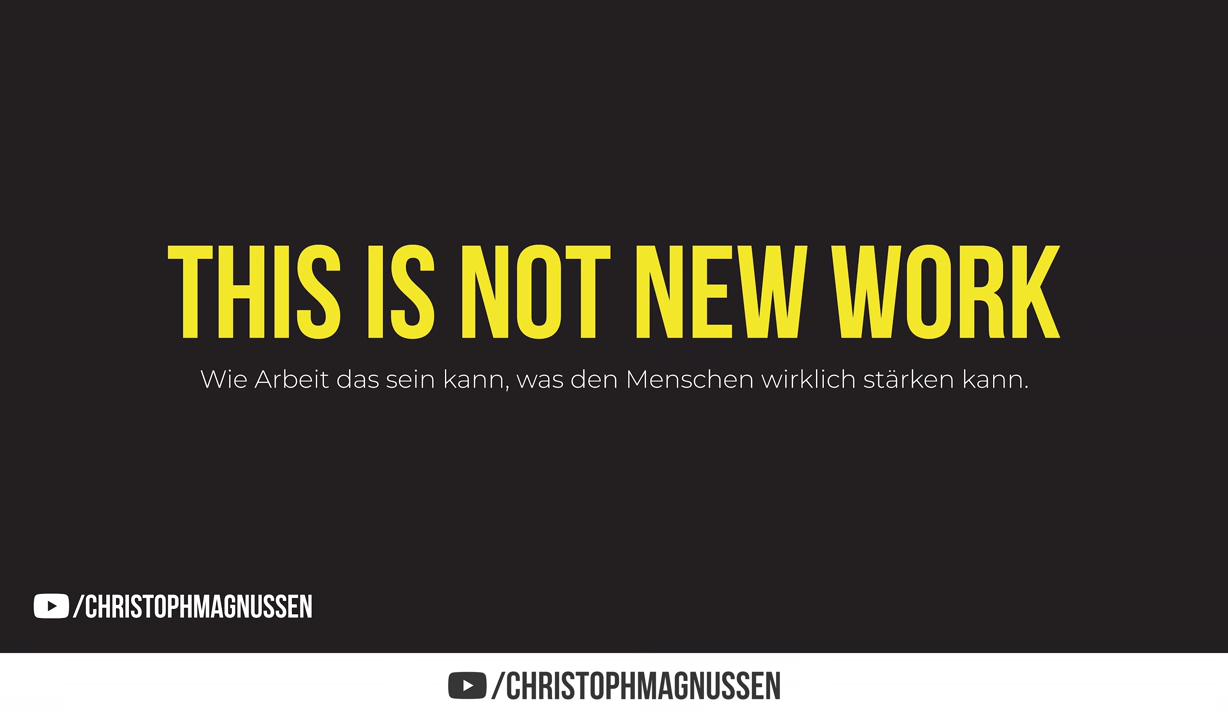 THIS IS NOT NEW WORK
Wie Arbeit das sein kann, was den Menschen wirklich stärken kann.
/CHRISTOPHMAGNUSSEN
/CHRISTOPHMAGNUSSEN